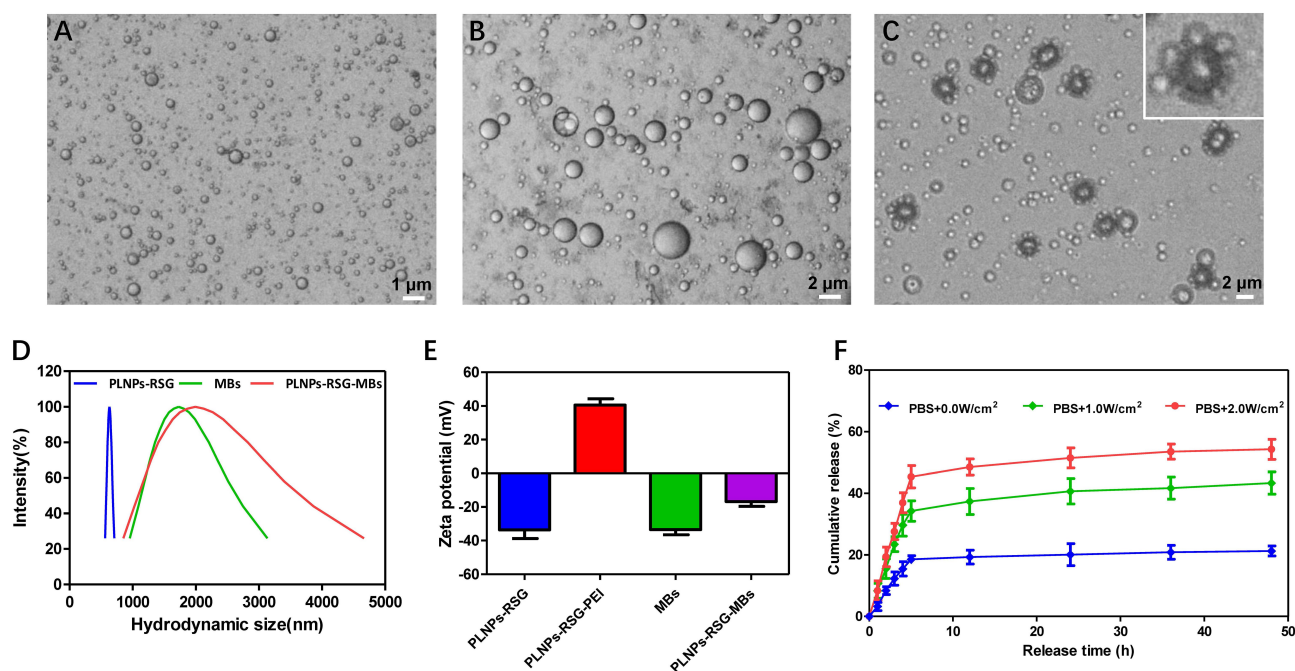 A
1 μm
B
2 μm
C
2 μm
D
PLNPs-RSG MBs PLNPs-RSG-MBs
Intensity(%)
120
100
80
60
40
20
0
0 1000 2000 3000 4000 5000
Hydrodynamic size(nm)
E
Zeta potential (mV)
60
40
20
0
-20
-40
-60
PLNPs-RSG
PLNPs-RSG-PEI
MBs
PLNPs-RSG-MBs
F
PBS+0.0W/cm² PBS+1.0W/cm² PBS+2.0W/cm²
Cumulative release (%)
80
60
40
20
0
0 10 20 30 40 50
Release time (h)